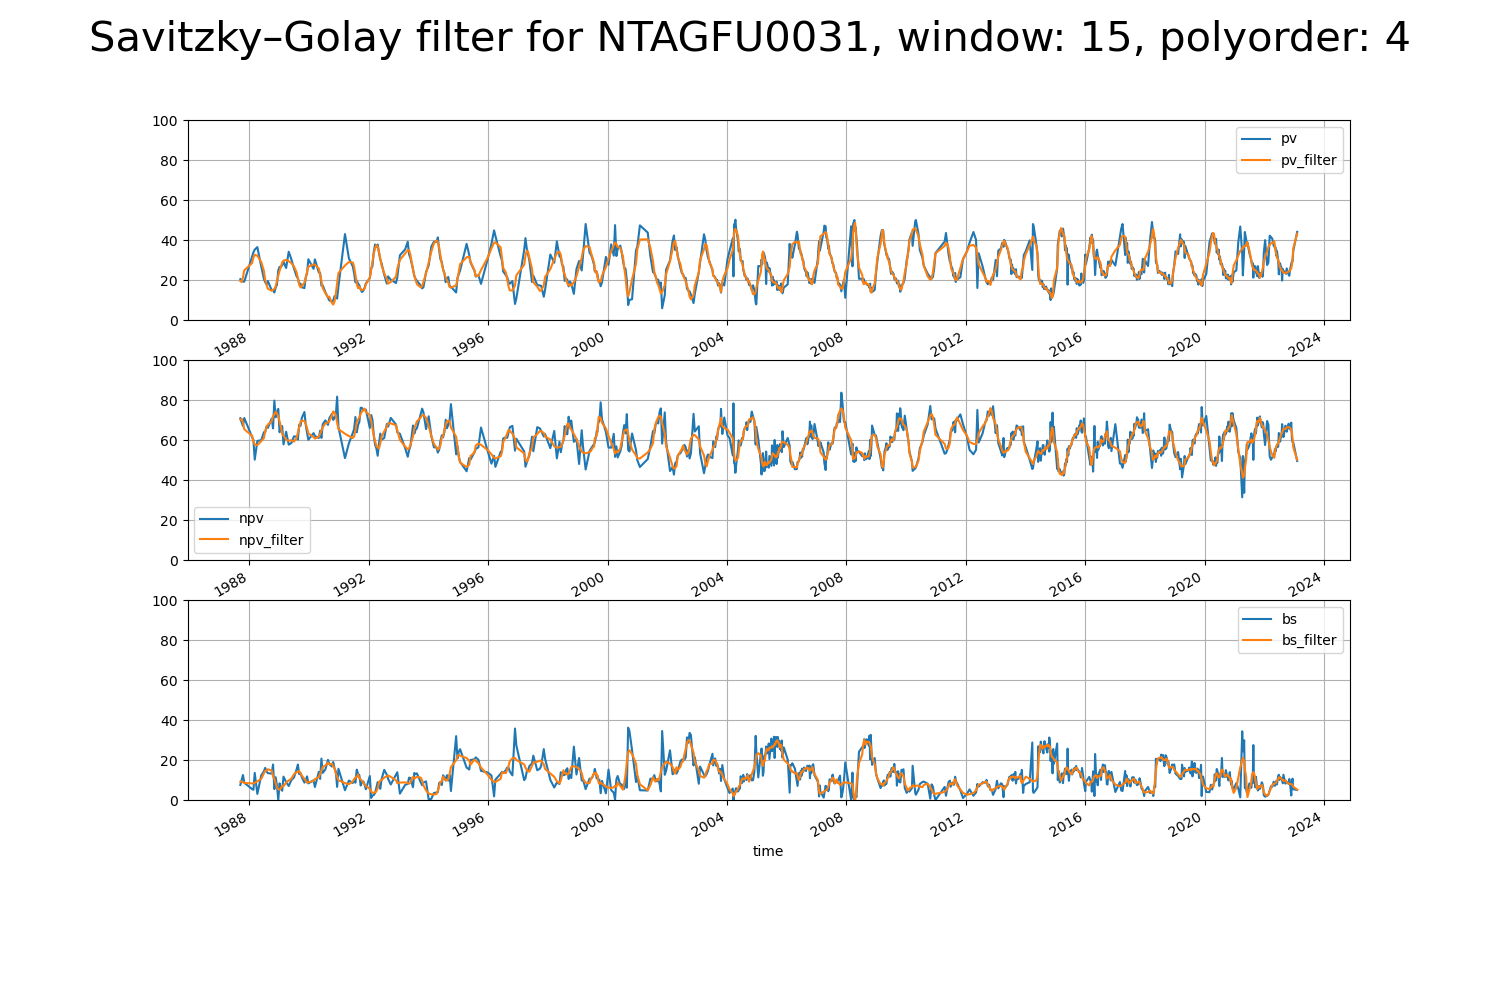 Savitzky–Golay filter for NTAGFU0031, window: 15, polyorder: 4
100
80
60
40
20
0
pv
pv_filter
1988 1992 1996 2000 2004 2008 2012 2016 2020 2024
100
80
60
40
20
0
npv
npv_filter
1988 1992 1996 2000 2004 2008 2012 2016 2020 2024
100
80
60
40
20
0
bs
bs_filter
1988 1992 1996 2000 2004 2008 2012 2016 2020 2024
time